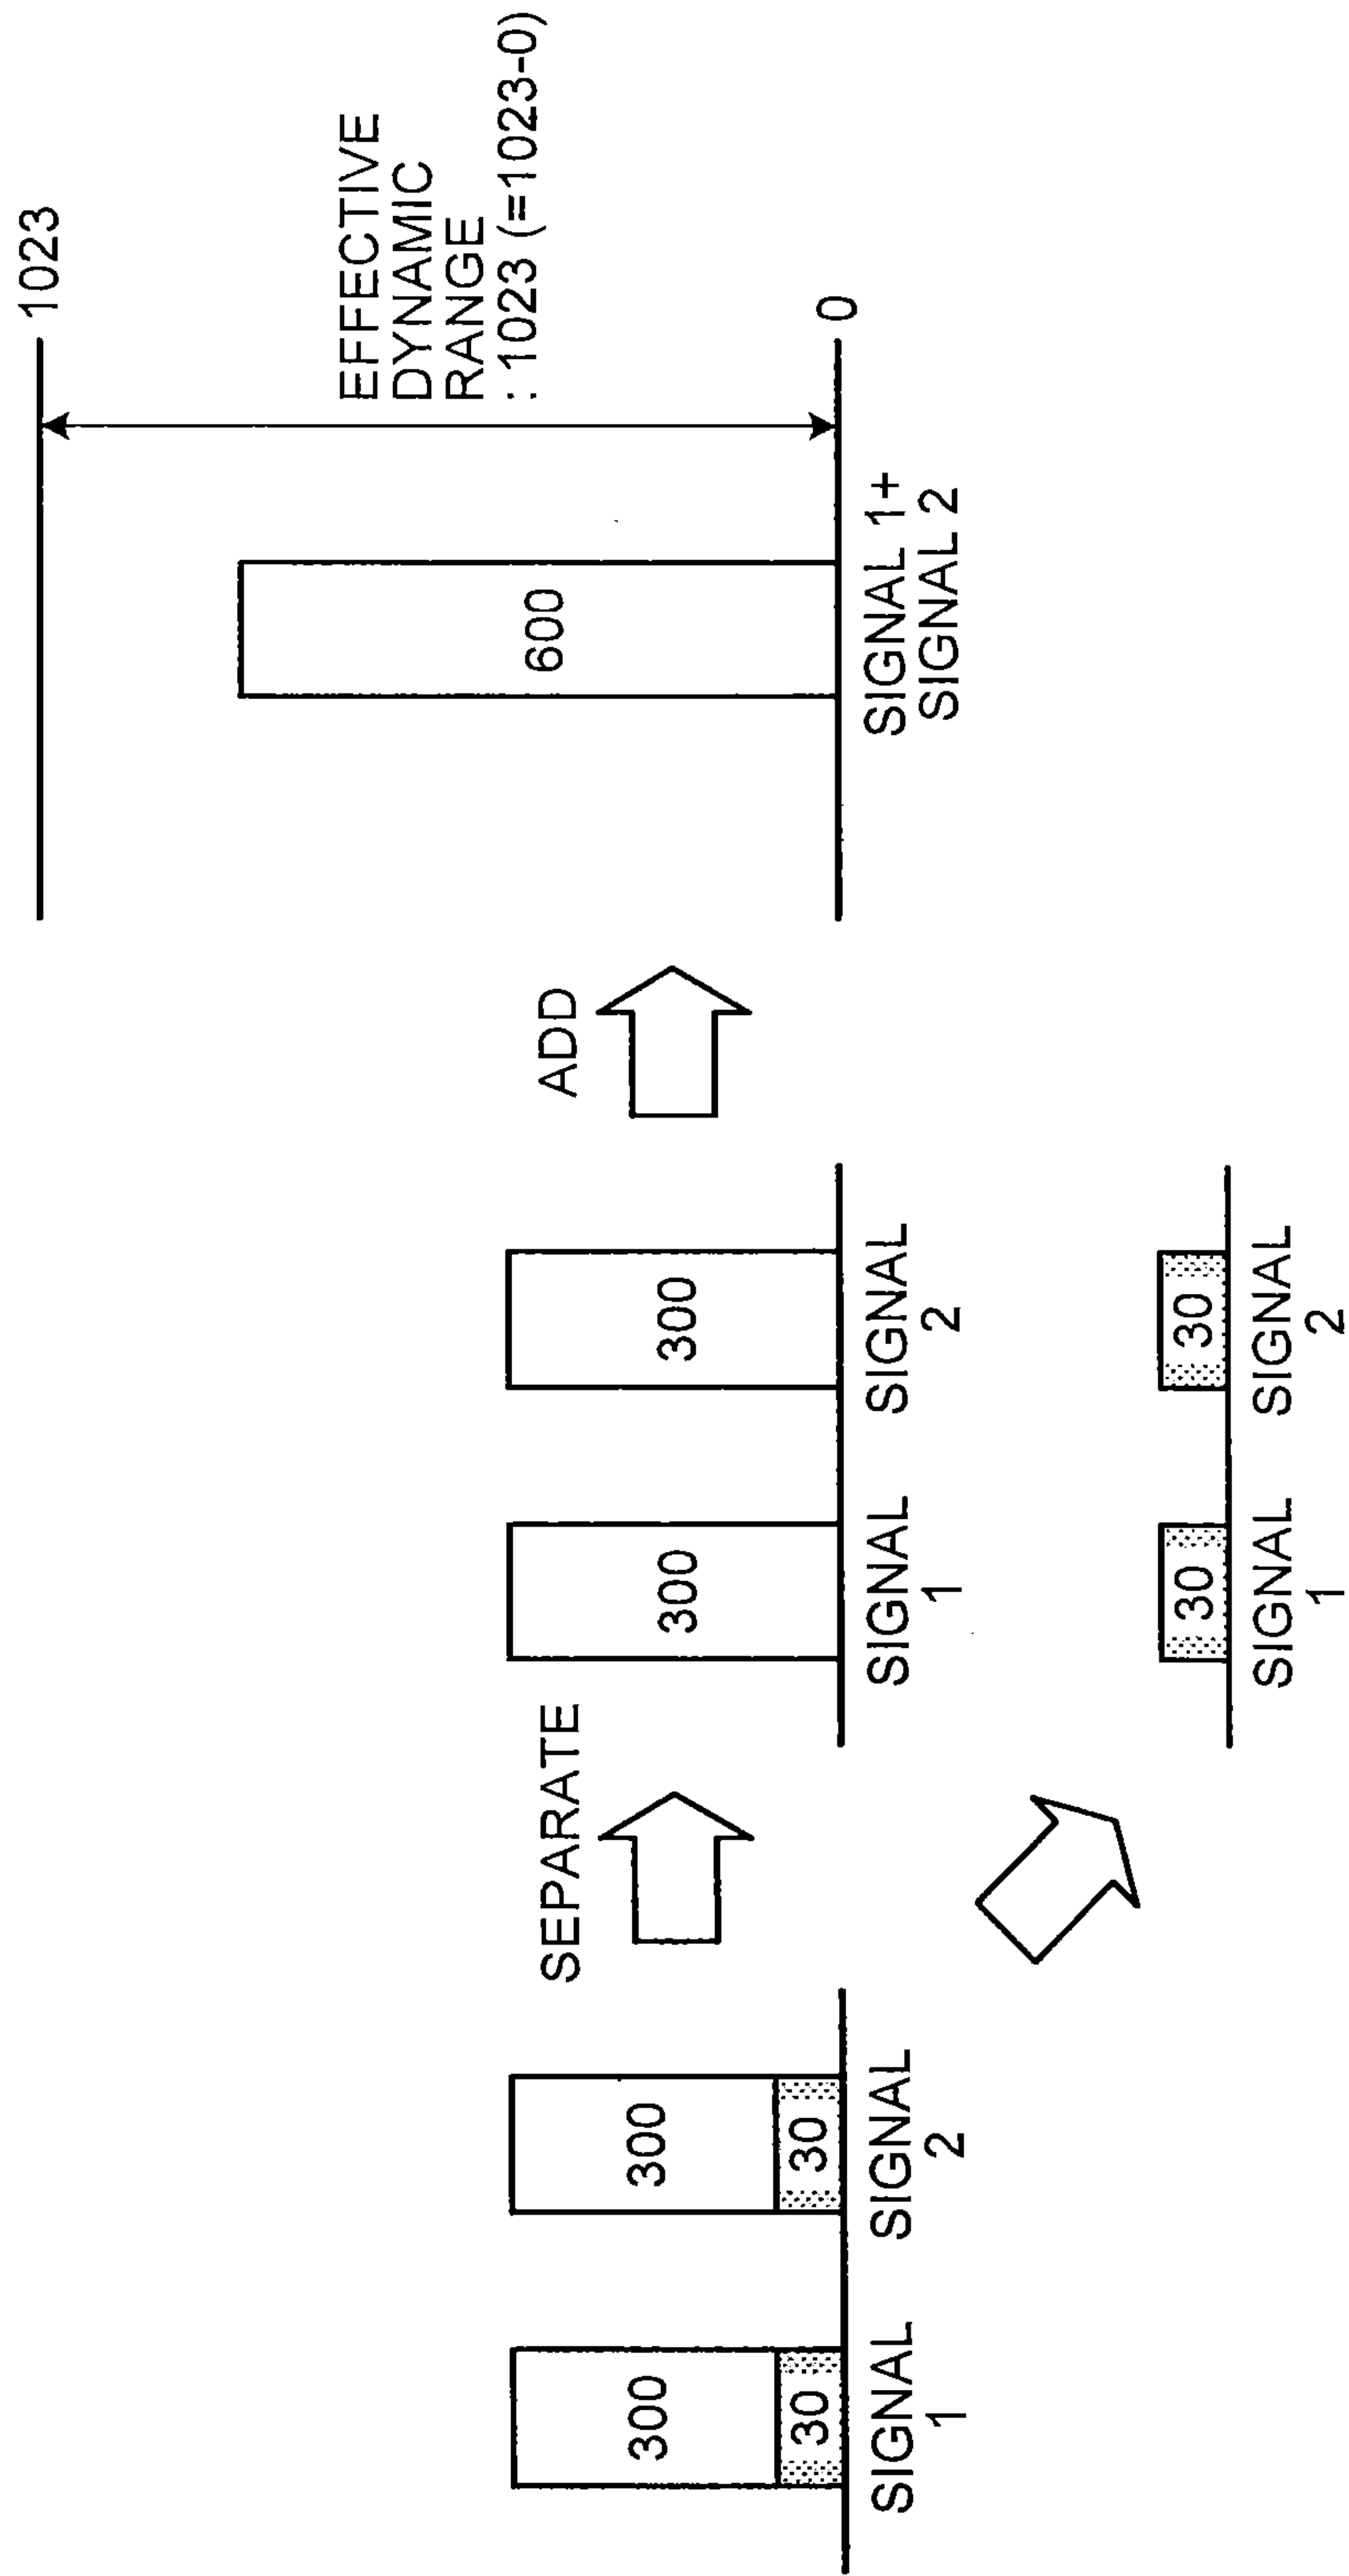 300
30
SIGNAL
1
300
30
SIGNAL
2
SEPARATE
300
SIGNAL
1
300
SIGNAL
2
30
SIGNAL
1
30
SIGNAL
2
ADD
600
SIGNAL 1+
SIGNAL 2
1023
EFFECTIVE
DYNAMIC
RANGE
: 1023 (=1023-0)
0